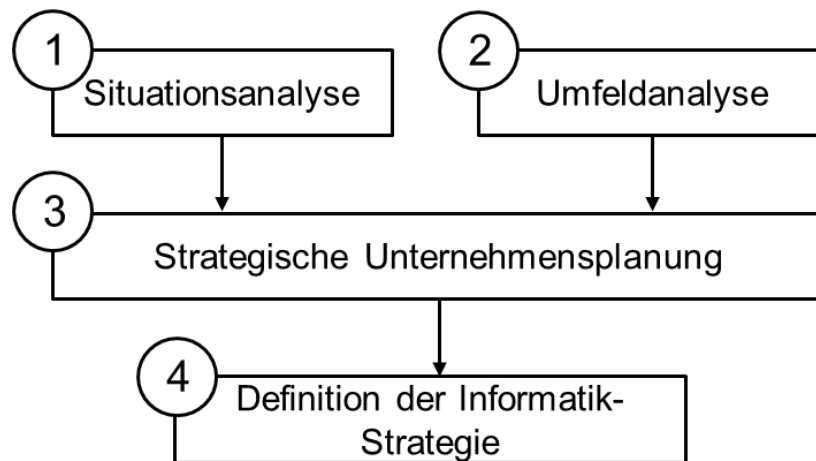 1
Situationsanalyse
2
Umfeldanalyse
3
Strategische Unternehmensplanung
4
Definition der Informatik-
Strategie